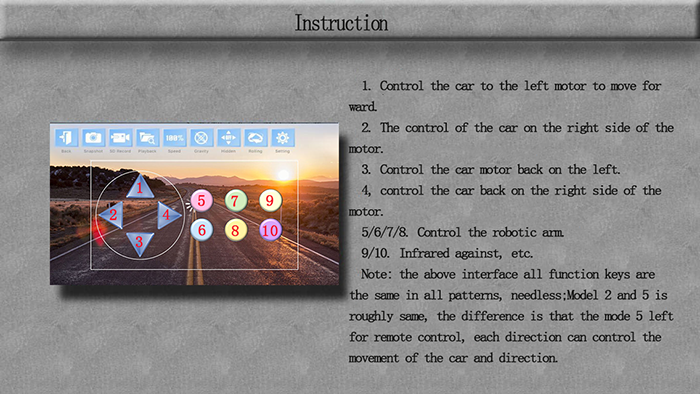 Instruction
1. Control the car to the left motor to move for
ward.
2. The control of the car on the right side of the
motor.
3. Control the car motor back on the left.
4, control the car back on the right side of the
motor.
5/6/7/8. Control the robotic arm.
9/10. Infrared against, etc.
Note: the above interface all function keys are
the same in all patterns, needless;Model 2 and 5 is
roughly same, the difference is that the mode 5 left
for remote control, each direction can control the
movement of the car and direction.
100%
Back Snapshot SD Record Playback Speed Gravity Hidden Setting
1
2 4
3
5 7 9
6 8 10